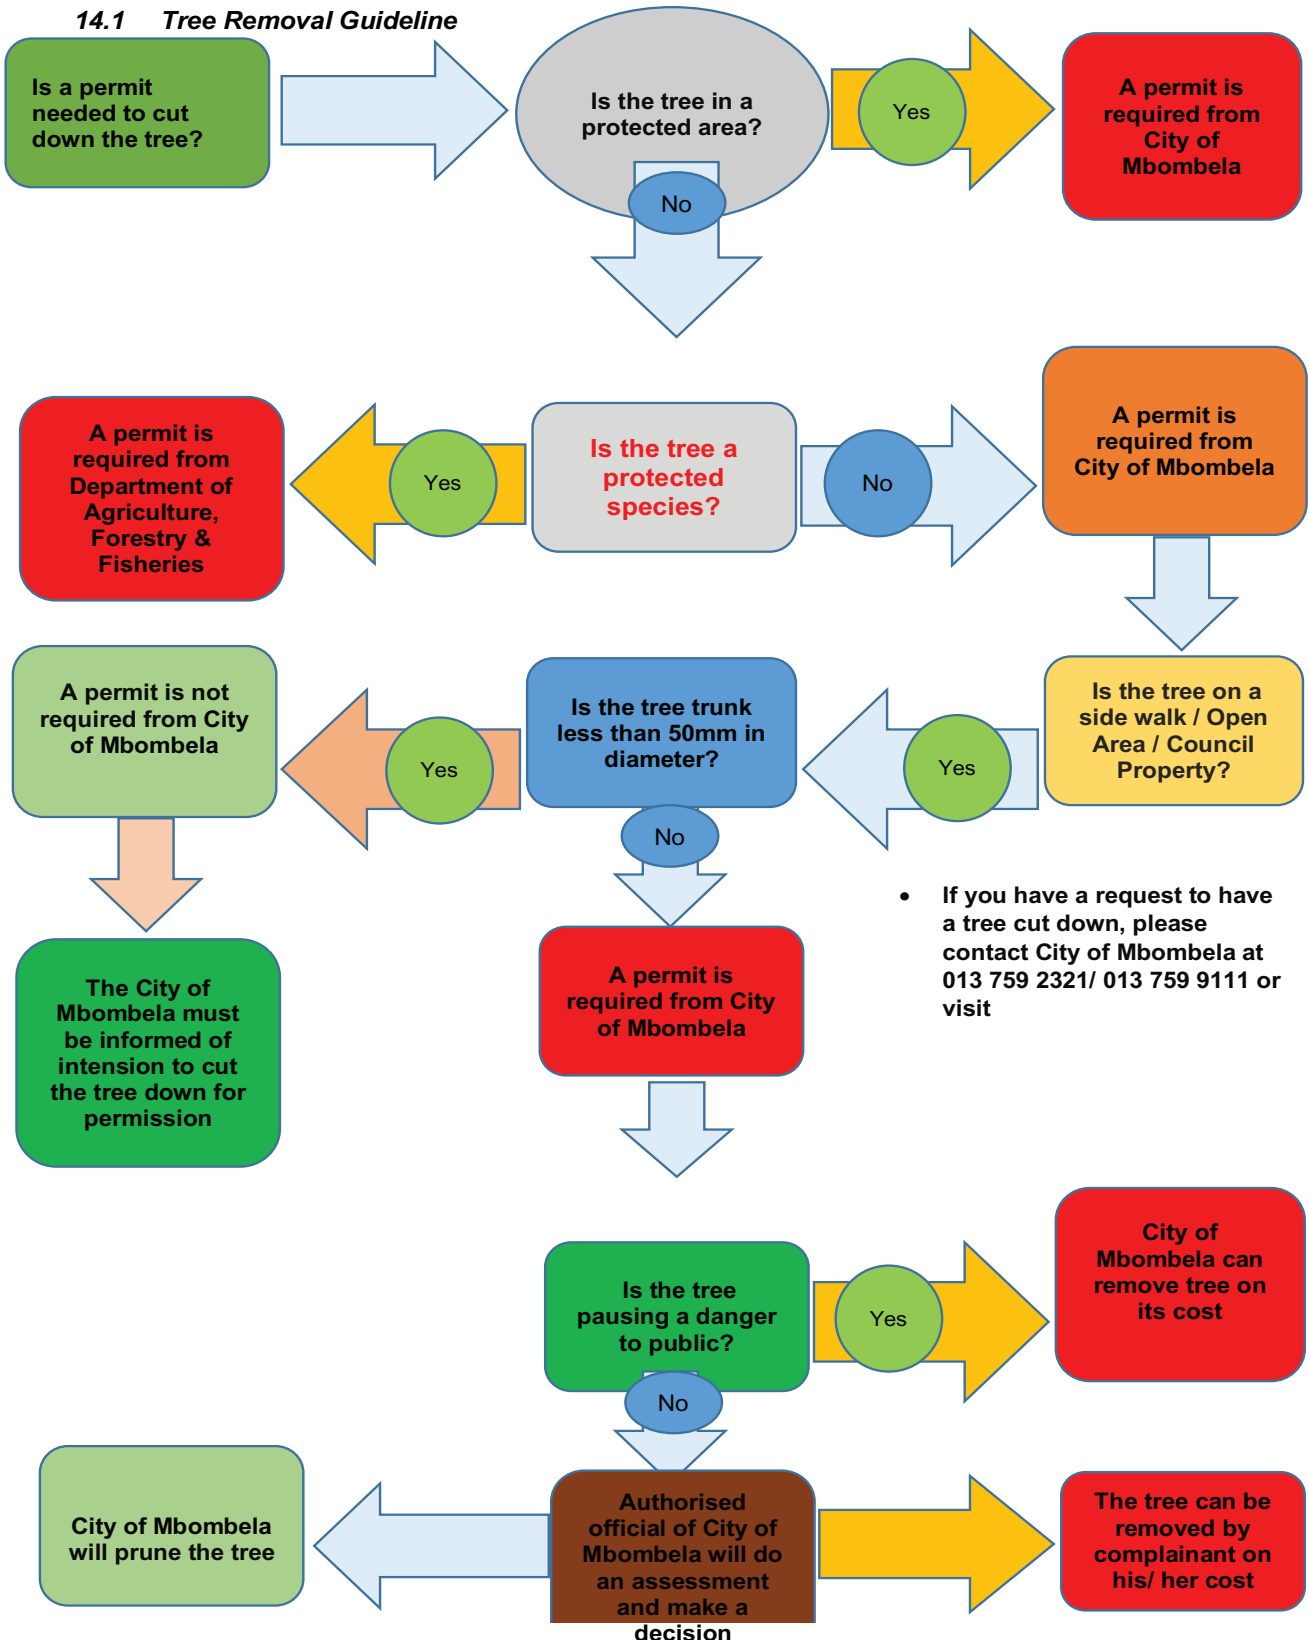 14.1 Tree Removal Guideline
Is a permit
needed to cut
down the tree?
Is the tree in a
protected area?
Yes
A permit is
required from
City of
Mbombela
No
A permit is
required from
Department of
Agriculture,
Forestry &
Fisheries
Yes
Is the tree a
protected
species?
No
A permit is
required from
City of Mbombela
A permit is not
required from City
of Mbombela
Yes
Is the tree trunk
less than 50mm in
diameter?
Yes
Is the tree on a
side walk / Open
Area / Council
Property?
No
• If you have a request to have
a tree cut down, please
contact City of Mbombela at
013 759 2321/ 013 759 9111 or
visit
The City of
Mbombela must
be informed of
intension to cut
the tree down for
permission
A permit is
required from City
of Mbombela
Is the tree
pausing a danger
to public?
Yes
City of
Mbombela can
remove tree on
its cost
No
City of Mbombela
will prune the tree
Authorised
official of City of
Mbombela will do
an assessment
and make a
decision
The tree can be
removed by
complainant on
his/ her cost